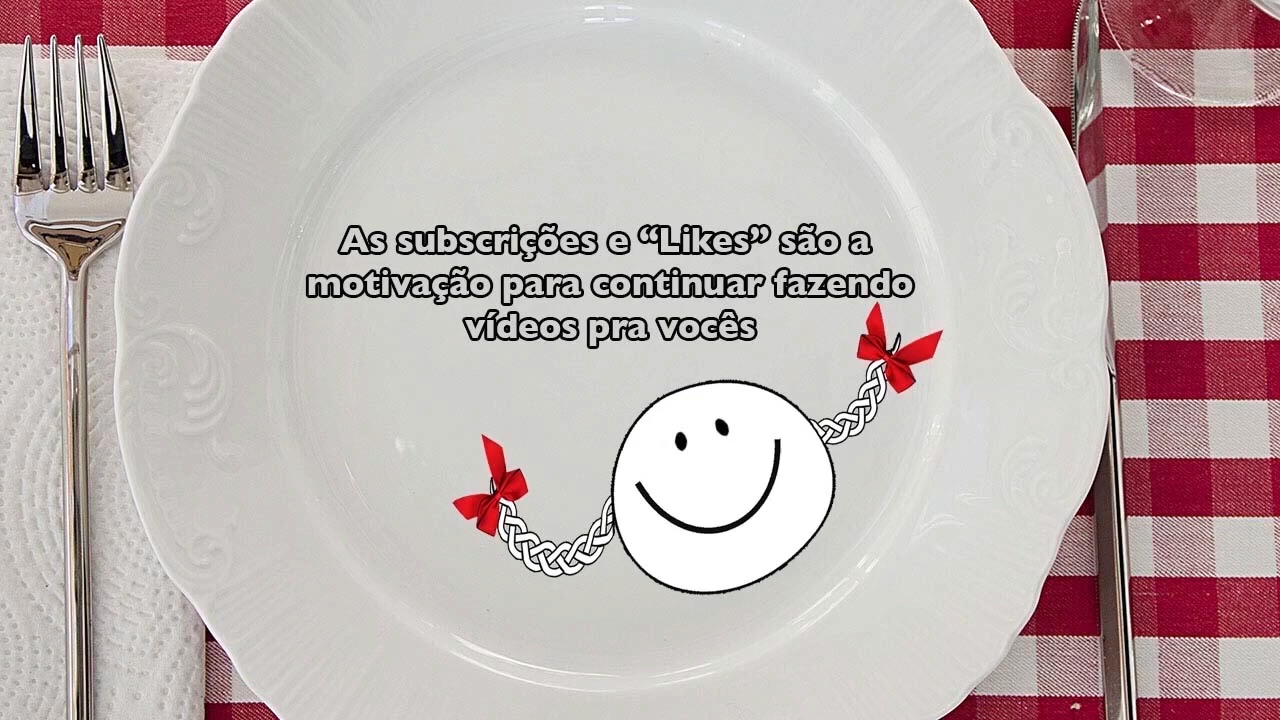 As subscrições e “Likes” são a
motivação para continuar fazendo
vídeos pra vocês